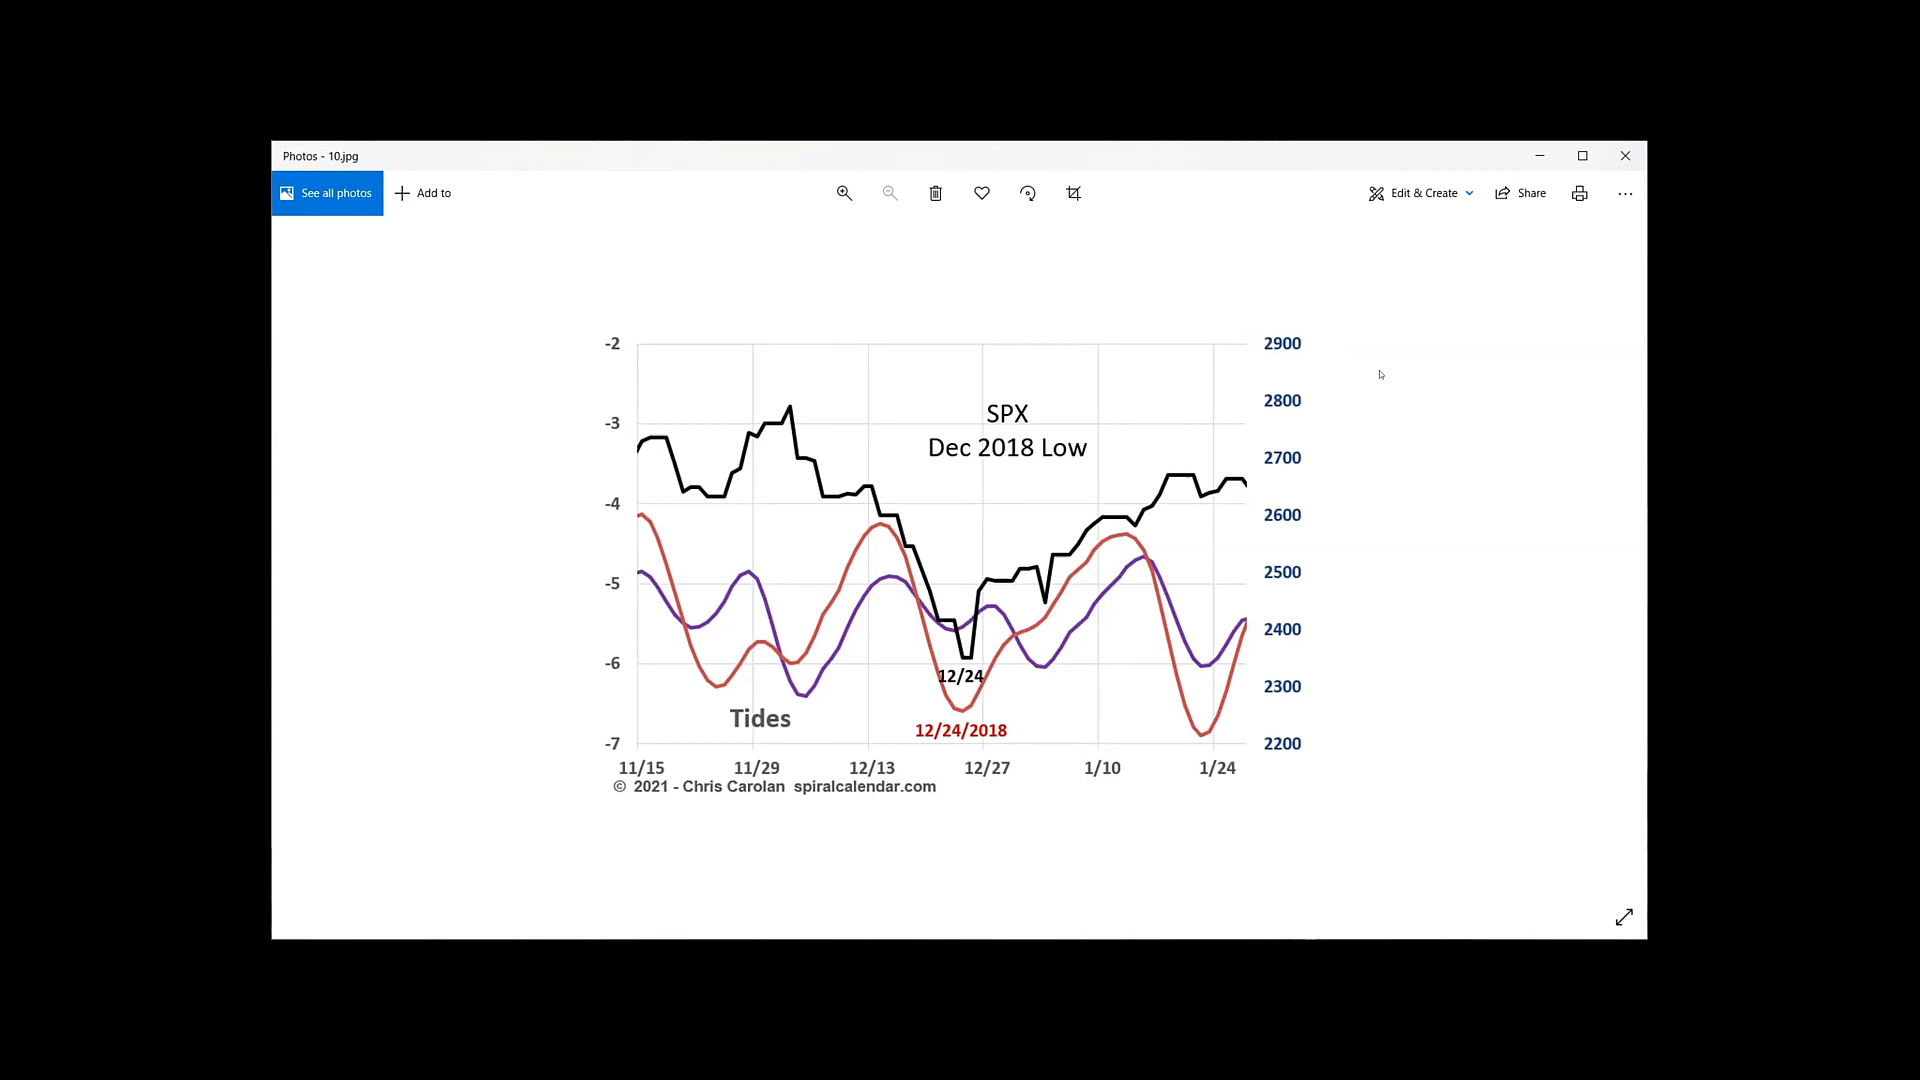 Photos - 10.jpg
See all photos
Add to
Edit & Create
Share
-2
2900
2800
SPX
-3
Dec 2018 Low
2700
-4
2600
2500
-5
2400
-6
12/24
2300
Tides
12/24/2018
-7
2200
11/15 11/29 12/13 12/27 1/10 1/24
© 2021 - Chris Carolan spiralcalendar.com